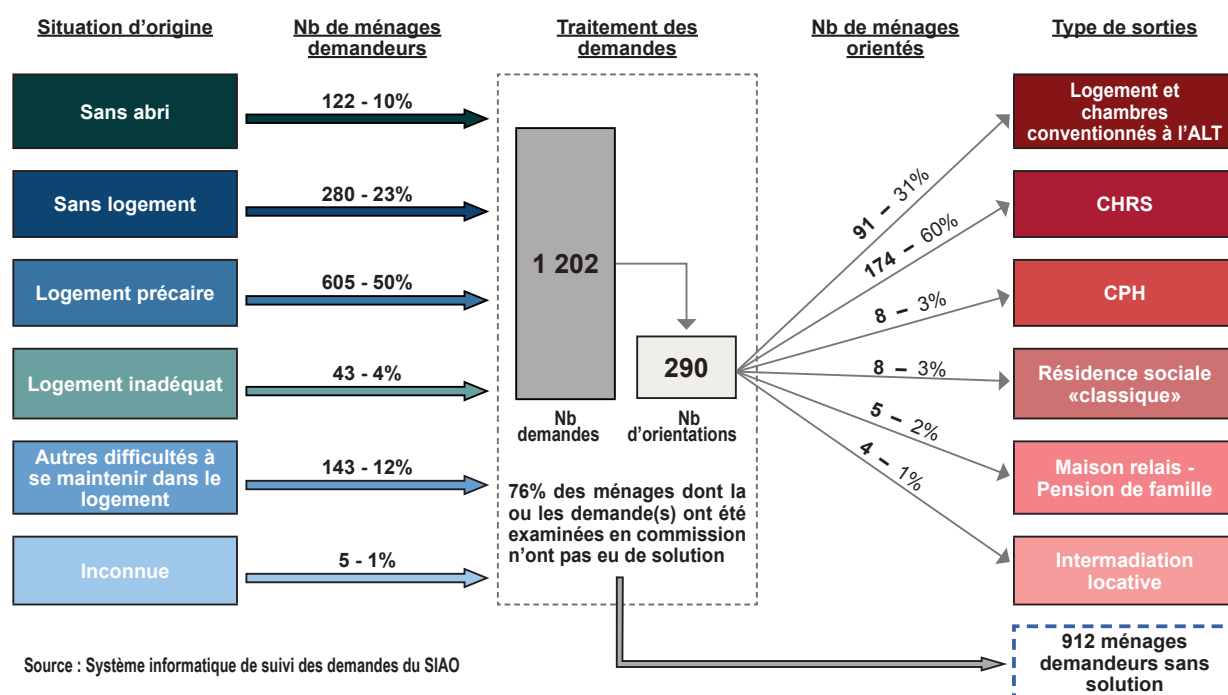 Situation d'origine
Nb de ménages
demandeurs
Traitement des
demandes
Nb de ménages
orientés
Type de sorties
Sans abri
122 - 10%
Sans logement
280 - 23%
Logement précaire
605 - 50%
Logement inadéquat
43 - 4%
Autres difficultés à
se maintenir dans le
logement
143 - 12%
Inconnue
5 - 1%
1 202
Nb
demandes
290
Nb
d'orientations
76% des ménages dont la
ou les demande(s) ont été
examinées en commission
n'ont pas eu de solution
91 – 31%
174 – 60%
8 – 3%
8 – 3%
5 – 2%
4 – 1%
Logement et
chambres
conventionnés à l'ALT
CHRS
CPH
Résidence sociale
«classique»
Maison relais -
Pension de famille
Intermadiation
locative
912 ménages
demandeurs sans
solution
Source : Système informatique de suivi des demandes du SIAO